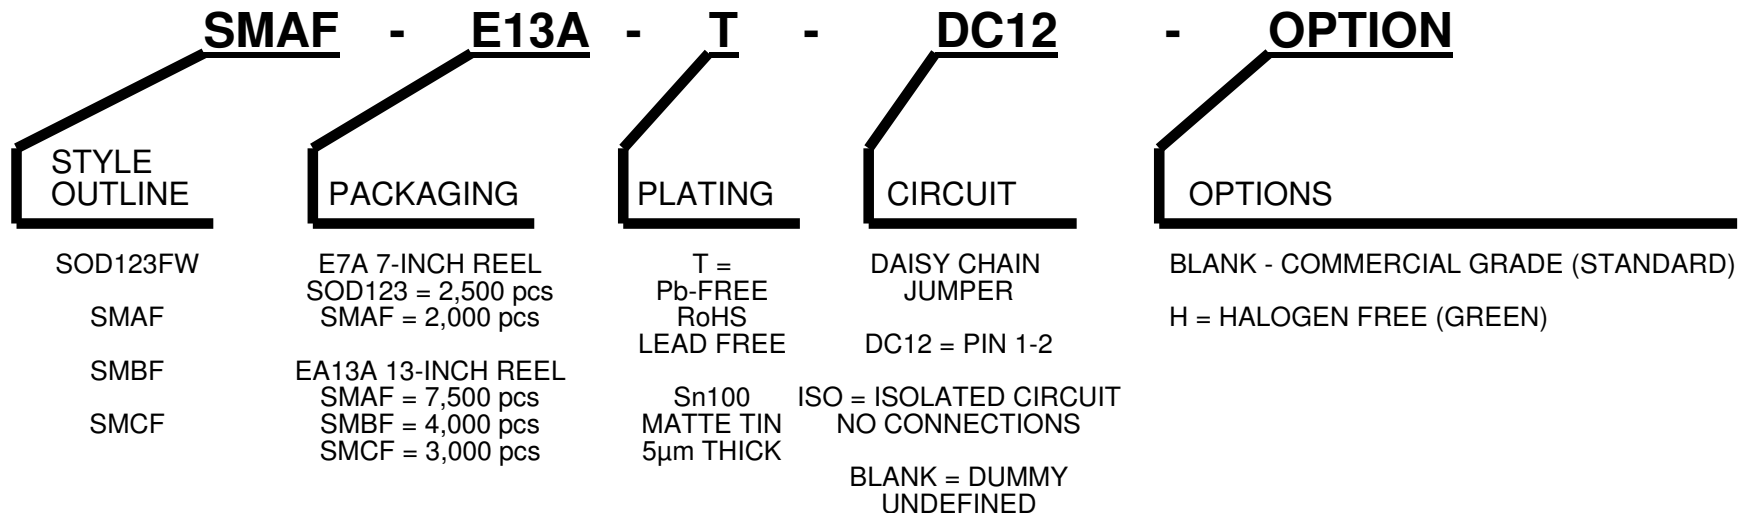 SMAF - E13A - T - DC12 - OPTION
STYLE
OUTLINE
SOD123FW
SMAF
SMBF
SMCF
PACKAGING
E7A 7-INCH REEL
SOD123 = 2,500 pcs
SMAF = 2,000 pcs
EA13A 13-INCH REEL
SMAF = 7,500 pcs
SMBF = 4,000 pcs
SMCF = 3,000 pcs
PLATING
T =
Pb-FREE
RoHS
LEAD FREE
Sn100
MATTE TIN
5µm THICK
CIRCUIT
DAISY CHAIN
JUMPER
DC12 = PIN 1-2
ISO = ISOLATED CIRCUIT
NO CONNECTIONS
BLANK = DUMMY
UNDEFINED
OPTIONS
BLANK - COMMERCIAL GRADE (STANDARD)
H = HALOGEN FREE (GREEN)